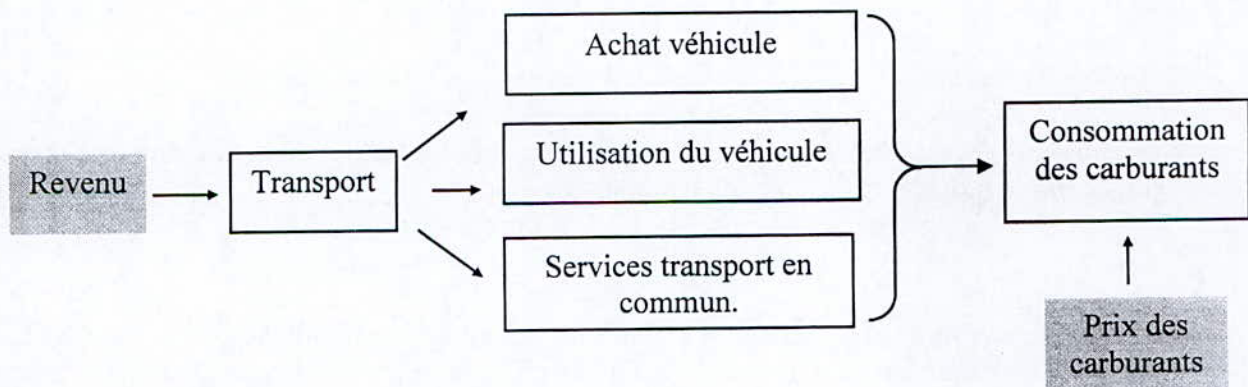 Achat véhicule
Revenu
Transport
Utilisation du véhicule
Services transport en
commun.
Consommation
des carburants
Prix des
carburants